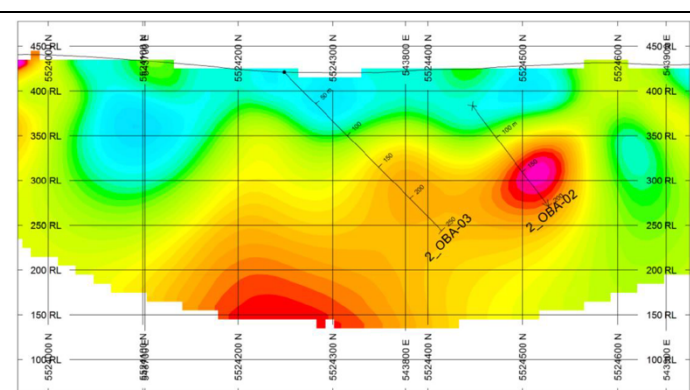 450 RL
400 RL
350 RL
300 RL
250 RL
200 RL
150 RL
100 RL
5524000 N
5524200 N
5524300 N
543800 E
5524400 N
5524500 N
5524600 N
450 RL
400 RL
350 RL
300 RL
250 RL
200 RL
150 RL
100 RL
50 m
100
150
200
250
2_OBA-03
100 m
2_OBA-02
5524000 N
5524200 N
5524300 N
543800 E
5524400 N
5524500 N
5524600 N